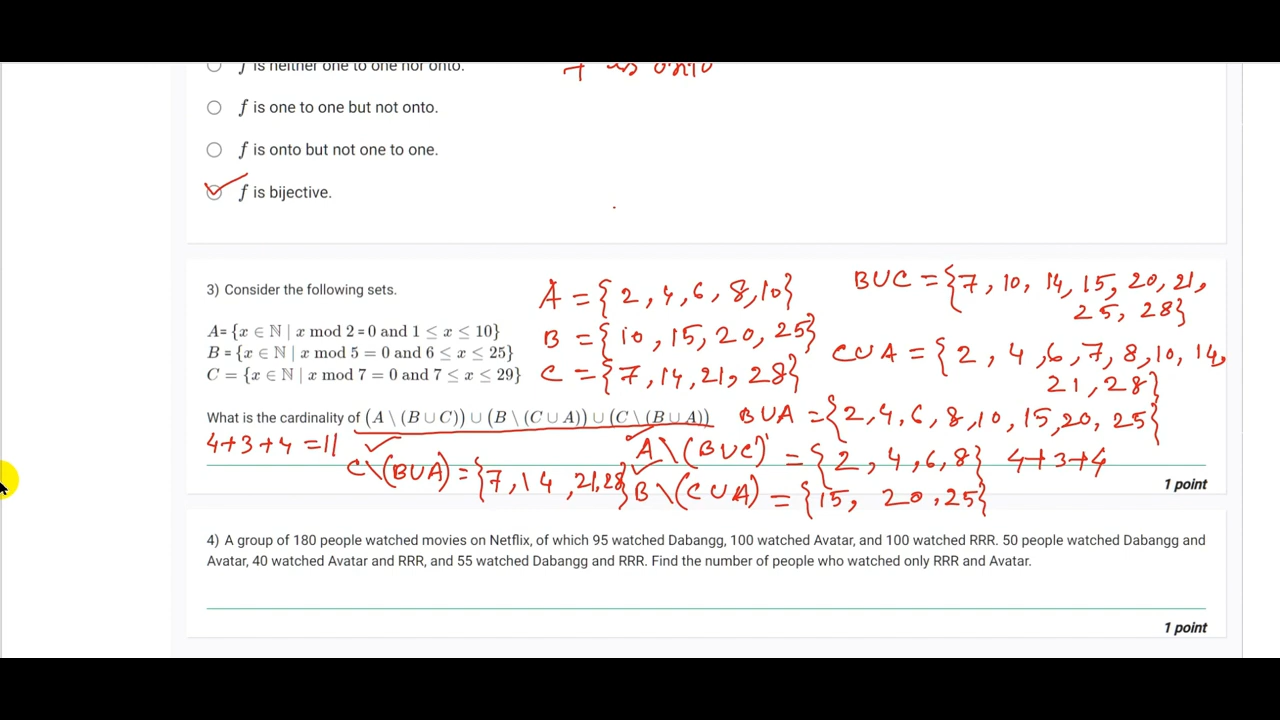 f is neither one to one nor onto.
f is onto
f is one to one but not onto.
f is onto but not one to one.
f is bijective.
3) Consider the following sets.
A= {x ∈ ℕ | x mod 2 = 0 and 1 ≤ x ≤ 10}
B = {x ∈ ℕ | x mod 5 = 0 and 6 ≤ x ≤ 25}
C = {x ∈ ℕ | x mod 7 = 0 and 7 ≤ x ≤ 29}
A = {2, 4, 6, 8, 10}
B = {10, 15, 20, 25}
C = {7, 14, 21, 28}
B∪C = {7, 10, 14, 15, 20, 21,
25, 28}
C∪A = {2, 4, 6, 7, 8, 10, 14,
21, 28}
What is the cardinality of (A \ (B ∪ C)) ∪ (B \ (C ∪ A)) ∪ (C \ (B ∪ A))
B∪A = {2, 4, 6, 8, 10, 15, 20, 25}
4+3+4 = 11
A\(B∪C) = {2, 4, 6, 8} 4+3+4
C\(B∪A) = {7, 14, 21, 28}
B\(C∪A) = {15, 20, 25}
1 point
4) A group of 180 people watched movies on Netflix, of which 95 watched Dabangg, 100 watched Avatar, and 100 watched RRR. 50 people watched Dabangg and
Avatar, 40 watched Avatar and RRR, and 55 watched Dabangg and RRR. Find the number of people who watched only RRR and Avatar.
1 point